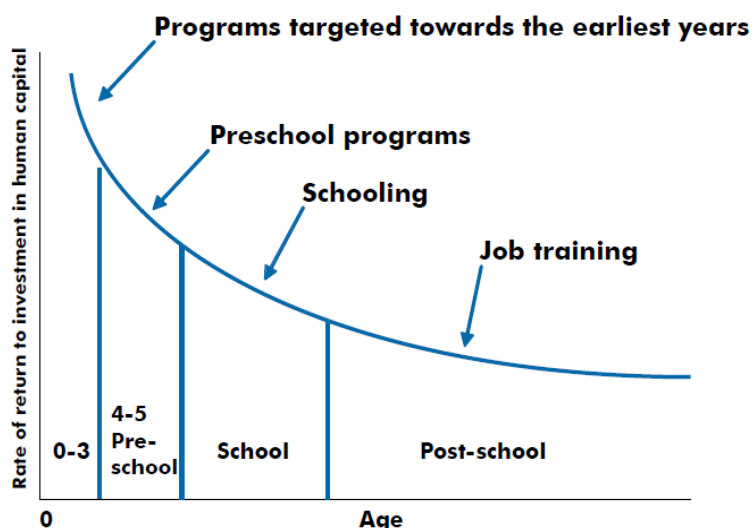 Programs targeted towards the earliest years
Preschool programs
Schooling
Job training
Rate of return to investment in human capital
0-3
4-5
Pre-
school
School
Post-school
0
Age